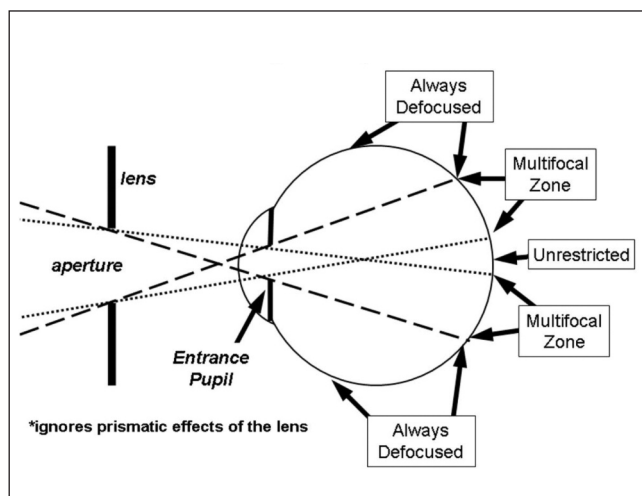 Always
Defocused
lens
Multifocal
Zone
aperture
Unrestricted
Entrance
Pupil
Multifocal
Zone
*ignores prismatic effects of the lens
Always
Defocused